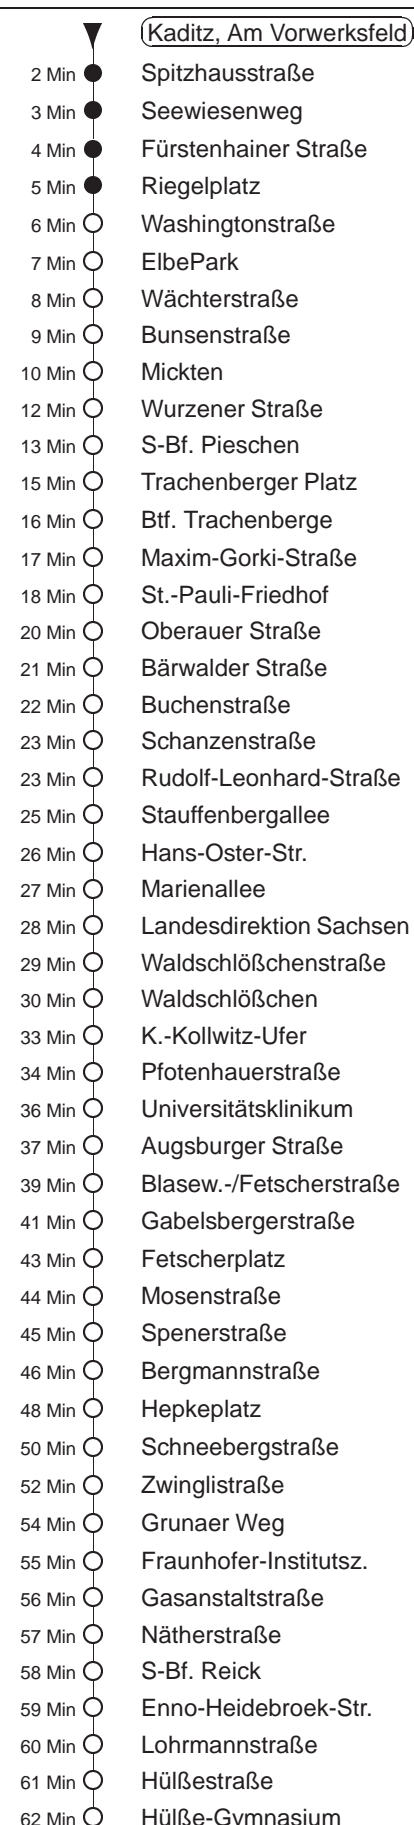 Kaditz, Am Vorwerksfeld
2 Min Spitzhausstraße
3 Min Seewiesenweg
4 Min Fürstenhainer Straße
5 Min Riegelplatz
6 Min Washingtonstraße
7 Min ElbePark
8 Min Wächterstraße
9 Min Bunsenstraße
10 Min Mickten
12 Min Wurzener Straße
13 Min S-Bf. Pieschen
15 Min Trachenberger Platz
16 Min Btf. Trachenberge
17 Min Maxim-Gorki-Straße
18 Min St.-Pauli-Friedhof
20 Min Oberauer Straße
21 Min Bärwalder Straße
22 Min Buchenstraße
23 Min Schanzenstraße
23 Min Rudolf-Leonhard-Straße
25 Min Stauffenbergallee
26 Min Hans-Oster-Str.
27 Min Marienallee
28 Min Landesdirektion Sachsen
29 Min Waldschlößchenstraße
30 Min Waldschlößchen
33 Min K.-Kollwitz-Ufer
34 Min Pfotenhauerstraße
36 Min Universitätsklinikum
37 Min Augsburger Straße
39 Min Blasew.-/Fetscherstraße
41 Min Gabelsbergerstraße
43 Min Fetscherplatz
44 Min Mosenstraße
45 Min Spenerstraße
46 Min Bergmannstraße
48 Min Hepkeplatz
50 Min Schneebergstraße
52 Min Zwinglistraße
54 Min Grunaer Weg
55 Min Fraunhofer-Institutsz.
56 Min Gasanstaltstraße
57 Min Nätherstraße
58 Min S-Bf. Reick
59 Min Enno-Heidebroek-Str.
60 Min Lohrmannstraße
61 Min Hülßestraße
62 Min Hülße-Gymnasium